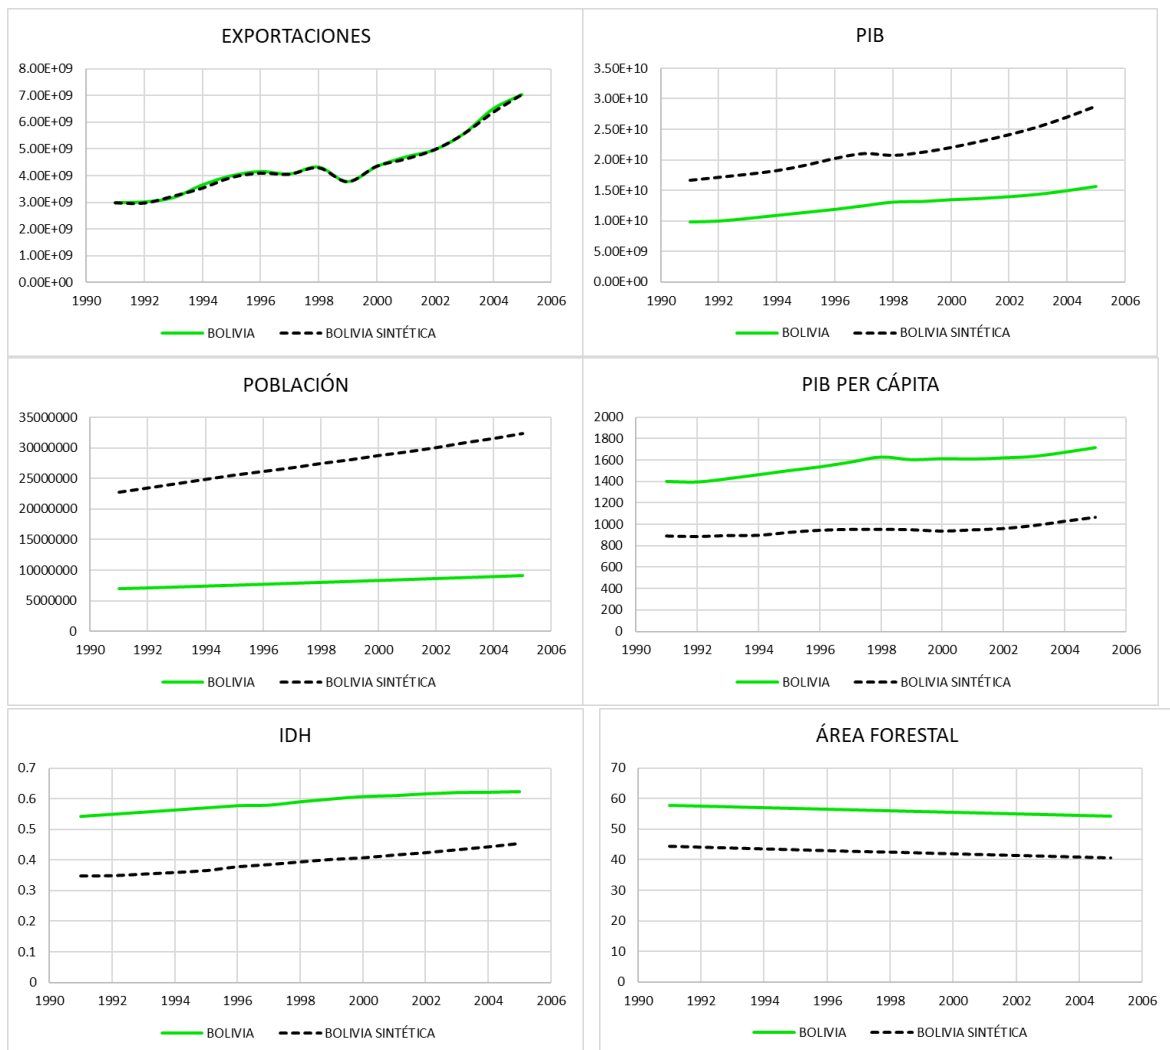 EXPORTACIONES
8.00E+09
7.00E+09
6.00E+09
5.00E+09
4.00E+09
3.00E+09
2.00E+09
1.00E+09
0.00E+00
1990 1992 1994 1996 1998 2000 2002 2004 2006
BOLIVIA BOLIVIA SINTÉTICA
PIB
3.50E+10
3.00E+10
2.50E+10
2.00E+10
1.50E+10
1.00E+10
5.00E+09
0.00E+00
1990 1992 1994 1996 1998 2000 2002 2004 2006
BOLIVIA BOLIVIA SINTÉTICA
POBLACIÓN
35000000
30000000
25000000
20000000
15000000
10000000
5000000
0
1990 1992 1994 1996 1998 2000 2002 2004 2006
BOLIVIA BOLIVIA SINTÉTICA
PIB PER CÁPITA
2000
1800
1600
1400
1200
1000
800
600
400
200
0
1990 1992 1994 1996 1998 2000 2002 2004 2006
BOLIVIA BOLIVIA SINTÉTICA
IDH
0.7
0.6
0.5
0.4
0.3
0.2
0.1
0
1990 1992 1994 1996 1998 2000 2002 2004 2006
BOLIVIA BOLIVIA SINTÉTICA
ÁREA FORESTAL
70
60
50
40
30
20
10
0
1990 1992 1994 1996 1998 2000 2002 2004 2006
BOLIVIA BOLIVIA SINTÉTICA